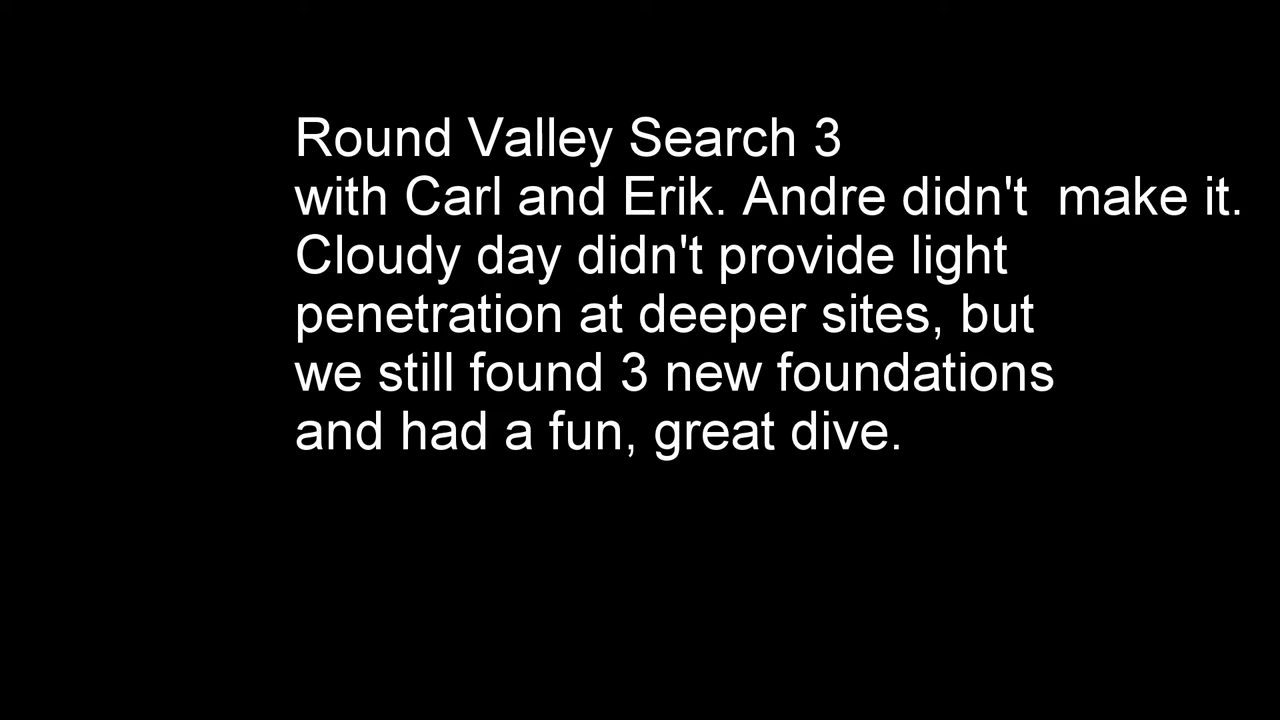 Round Valley Search 3
with Carl and Erik. Andre didn't  make it.
Cloudy day didn't provide light
penetration at deeper sites, but
we still found 3 new foundations
and had a fun, great dive.